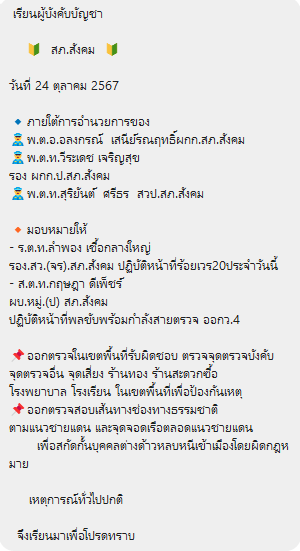 เรียนผู้บังคับบัญชา
🔰 สภ.สังคม 🔰
วันที่ 24 ตุลาคม 2567
🔹ภายใต้การอำนวยการของ
👮พ.ต.อ.อลงกรณ์ เสนีย์รณฤทธิ์ผกก.สภ.สังคม
👮พ.ต.ท.วีระเดช เจริญสุข
รอง ผกก.ป.สภ.สังคม
👮พ.ต.ท.สุริยันต์ ศรีธร สวป.สภ.สังคม
🔸มอบหมายให้
- ร.ต.ท.ลำพอง เชื้อกลางใหญ่
รอง.สว.(จร).สภ.สังคม ปฏิบัติหน้าที่ร้อยเวร20ประจำวันนี้
- ส.ต.ท.กฤษฎา ดีเพ็ชร์
ผบ.หมู่.(ป) สภ.สังคม
ปฏิบัติหน้าที่พลขับพร้อมกำลังสายตรวจ ออกว.4
📌ออกตรวจในเขตพื้นที่รับผิดชอบ ตรวจจุดตรวจบังคับ
จุดตรวจอื่น จุดเสี่ยง ร้านทอง ร้านสะดวกซื้อ
โรงพยาบาล โรงเรียน ในเขตพื้นที่เพื่อป้องกันเหตุ
📌ออกตรวจสอบเส้นทางช่องทางธรรมชาติ
ตามแนวชายแดน และจุดจอดเรือตลอดแนวชายแดน
เพื่อสกัดกั้นบุคคลต่างด้าวหลบหนีเข้าเมืองโดยผิดกฎห
มาย
เหตุการณ์ทั่วไปปกติ
จึงเรียนมาเพื่อโปรดทราบ